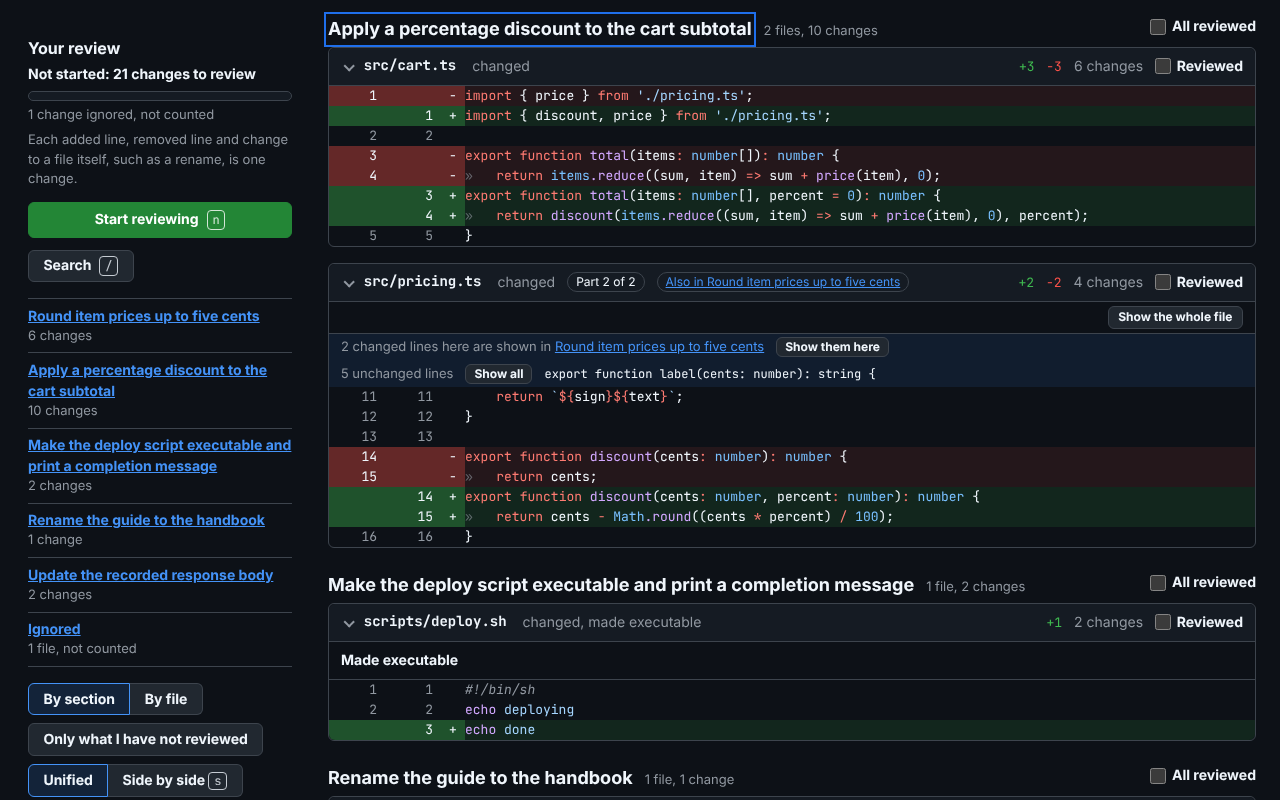 Your review
Not started: 21 changes to review
1 change ignored, not counted
Each added line, removed line and change
to a file itself, such as a rename, is one
change.
Start reviewing n
Search /
Round item prices up to five cents
6 changes
Apply a percentage discount to the
cart subtotal
10 changes
Make the deploy script executable and
print a completion message
2 changes
Rename the guide to the handbook
1 change
Update the recorded response body
2 changes
Ignored
1 file, not counted
By section By file
Only what I have not reviewed
Unified Side by side s
Apply a percentage discount to the cart subtotal 2 files, 10 changes All reviewed
src/cart.ts changed +3 -3 6 changes Reviewed
1 - import { price } from './pricing.ts';
1 + import { discount, price } from './pricing.ts';
2 2
3 - export function total(items: number[]): number {
4 - » return items.reduce((sum, item) => sum + price(item), 0);
3 + export function total(items: number[], percent = 0): number {
4 + » return discount(items.reduce((sum, item) => sum + price(item), 0), percent);
5 5 }
src/pricing.ts changed Part 2 of 2 Also in Round item prices up to five cents +2 -2 4 changes Reviewed
Show the whole file
2 changed lines here are shown in Round item prices up to five cents Show them here
5 unchanged lines Show all export function label(cents: number): string {
11 11 return `${sign}${text}`;
12 12 }
13 13
14 - export function discount(cents: number): number {
15 - » return cents;
14 + export function discount(cents: number, percent: number): number {
15 + » return cents - Math.round((cents * percent) / 100);
16 16 }
Make the deploy script executable and print a completion message 1 file, 2 changes All reviewed
scripts/deploy.sh changed, made executable +1 2 changes Reviewed
Made executable
1 1 #!/bin/sh
2 2 echo deploying
3 + echo done
Rename the guide to the handbook 1 file, 1 change All reviewed